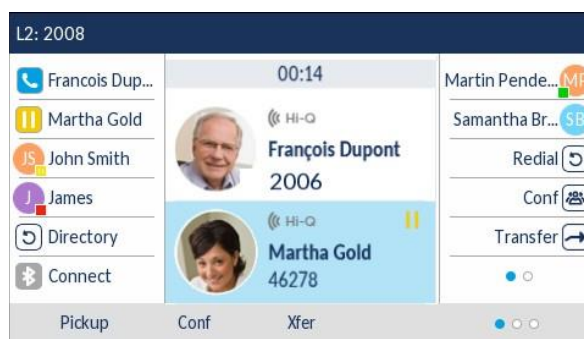 L2: 2008
Francois Dup...
Martha Gold
JS John Smith
J James
Directory
Connect
00:14
Hi-Q
François Dupont
2006
Hi-Q
Martha Gold
46278
Martin Pende... MP
Samantha Br... SB
Redial
Conf
Transfer
Pickup Conf Xfer